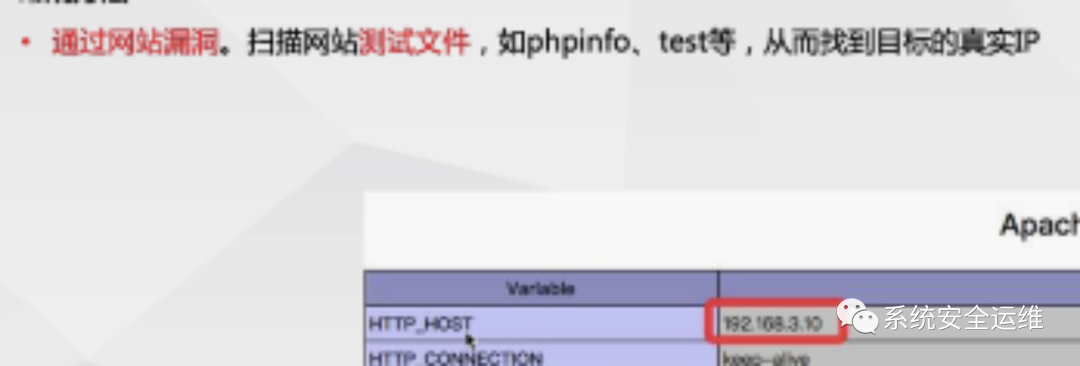 • 通过网站漏洞。扫描网站测试文件，如phpinfo、test等，从而找到目标的真实IP
Apach
Variable
HTTP_HOST 192.168.3.10
系统安全运维
HTTP_CONNECTION keep-alive